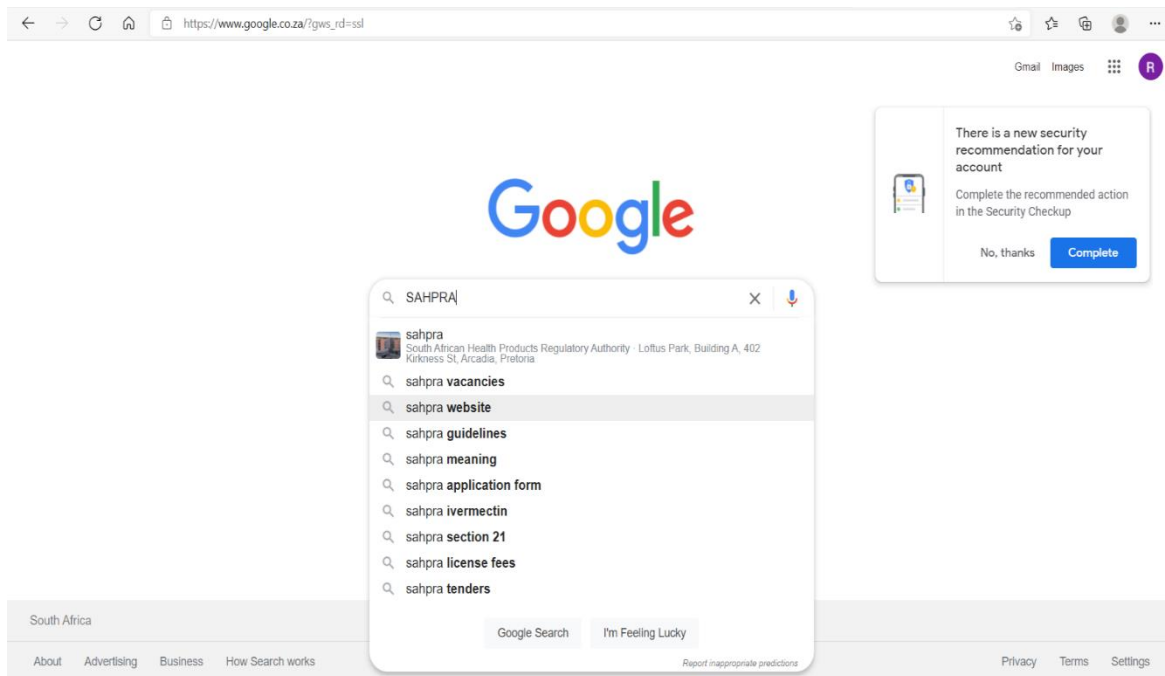 https://www.google.co.za/?gws_rd=ssl
Gmail Images
R
There is a new security
recommendation for your
account
Complete the recommended action
in the Security Checkup
No, thanks Complete
Google
SAHPRA
sahpra
South African Health Products Regulatory Authority · Loftus Park, Building A, 402
Kirkness St, Arcadia, Pretoria
sahpra vacancies
sahpra website
sahpra guidelines
sahpra meaning
sahpra application form
sahpra ivermectin
sahpra section 21
sahpra license fees
sahpra tenders
Google Search I'm Feeling Lucky
Report inappropriate predictions
South Africa
About Advertising Business How Search works
Privacy Terms Settings